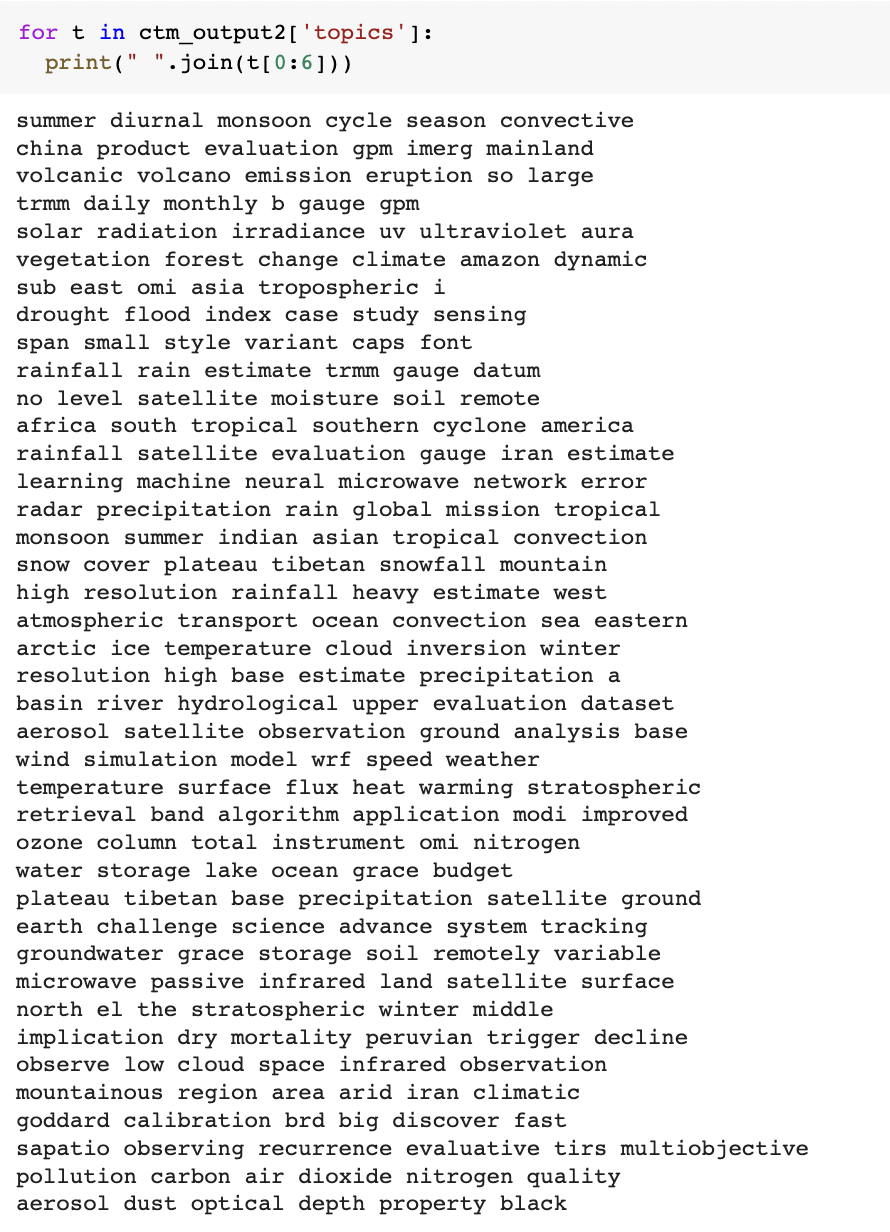 for t in ctm_output2['topics']:
  print(" ".join(t[0:6]))
summer diurnal monsoon cycle season convective
china product evaluation gpm imerg mainland
volcanic volcano emission eruption so large
trmm daily monthly b gauge gpm
solar radiation irradiance uv ultraviolet aura
vegetation forest change climate amazon dynamic
sub east omi asia tropospheric i
drought flood index case study sensing
span small style variant caps font
rainfall rain estimate trmm gauge datum
no level satellite moisture soil remote
africa south tropical southern cyclone america
rainfall satellite evaluation gauge iran estimate
learning machine neural microwave network error
radar precipitation rain global mission tropical
monsoon summer indian asian tropical convection
snow cover plateau tibetan snowfall mountain
high resolution rainfall heavy estimate west
atmospheric transport ocean convection sea eastern
arctic ice temperature cloud inversion winter
resolution high base estimate precipitation a
basin river hydrological upper evaluation dataset
aerosol satellite observation ground analysis base
wind simulation model wrf speed weather
temperature surface flux heat warming stratospheric
retrieval band algorithm application modi improved
ozone column total instrument omi nitrogen
water storage lake ocean grace budget
plateau tibetan base precipitation satellite ground
earth challenge science advance system tracking
groundwater grace storage soil remotely variable
microwave passive infrared land satellite surface
north el the stratospheric winter middle
implication dry mortality peruvian trigger decline
observe low cloud space infrared observation
mountainous region area arid iran climatic
goddard calibration brd big discover fast
sapatio observing recurrence evaluative tirs multiobjective
pollution carbon air dioxide nitrogen quality
aerosol dust optical depth property black